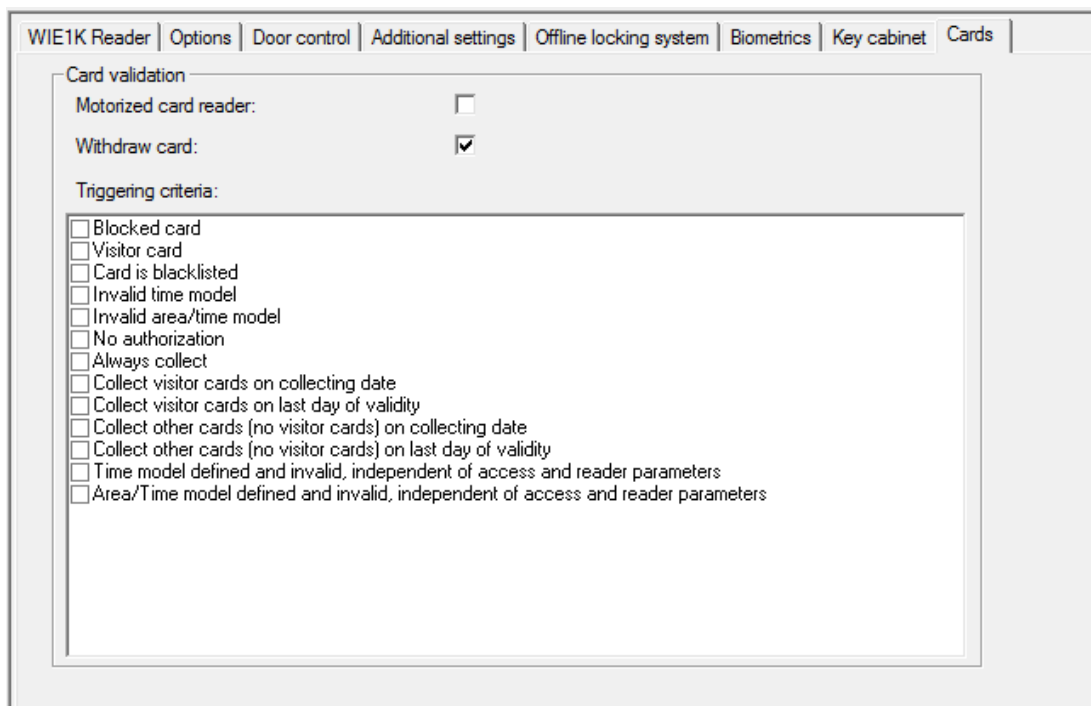 WIE1K Reader Options Door control Additional settings Offline locking system Biometrics Key cabinet Cards
Card validation
Motorized card reader:
Withdraw card:
Triggering criteria:
Blocked card
Visitor card
Card is blacklisted
Invalid time model
Invalid area/time model
No authorization
Always collect
Collect visitor cards on collecting date
Collect visitor cards on last day of validity
Collect other cards (no visitor cards) on collecting date
Collect other cards (no visitor cards) on last day of validity
Time model defined and invalid, independent of access and reader parameters
Area/Time model defined and invalid, independent of access and reader parameters